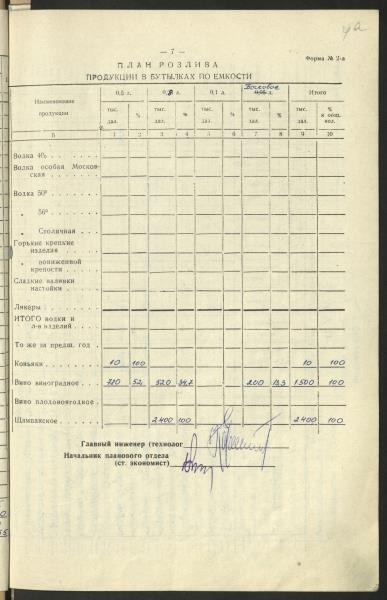 — 7 —
Форма № 2-а
ПЛАН РОЗЛИВА
ПРОДУКЦИИ В БУТЫЛКАХ ПО ЕМКОСТИ
Наименование продукции 0,5 л. 0,8 л. 0,1 л. Итого
тыс. дал. % тыс. дал. % тыс. дал. % тыс. дал. % тыс. дал. % к общ. кол.
Б 1 2 3 4 5 6 7 8 9 10
Водка 40°
Водка особая Москов-
ская
Водка 50°
„ 56°
„ Столичная
Горькие крепкие
изделия
„ пониженной
крепости
Сладкие наливки
настойки
Ликеры
ИТОГО водки и
л-в изделий
То же за предш. год
Коньяки 10 100 10 100
Вино виноградное 780 52 520 34,7 200 13,3 1500 100
Вино плодовоягодное
Шампанское 2400 100 2400 100
Главный инженер (технолог
Начальник планового отдела
(ст. экономист)